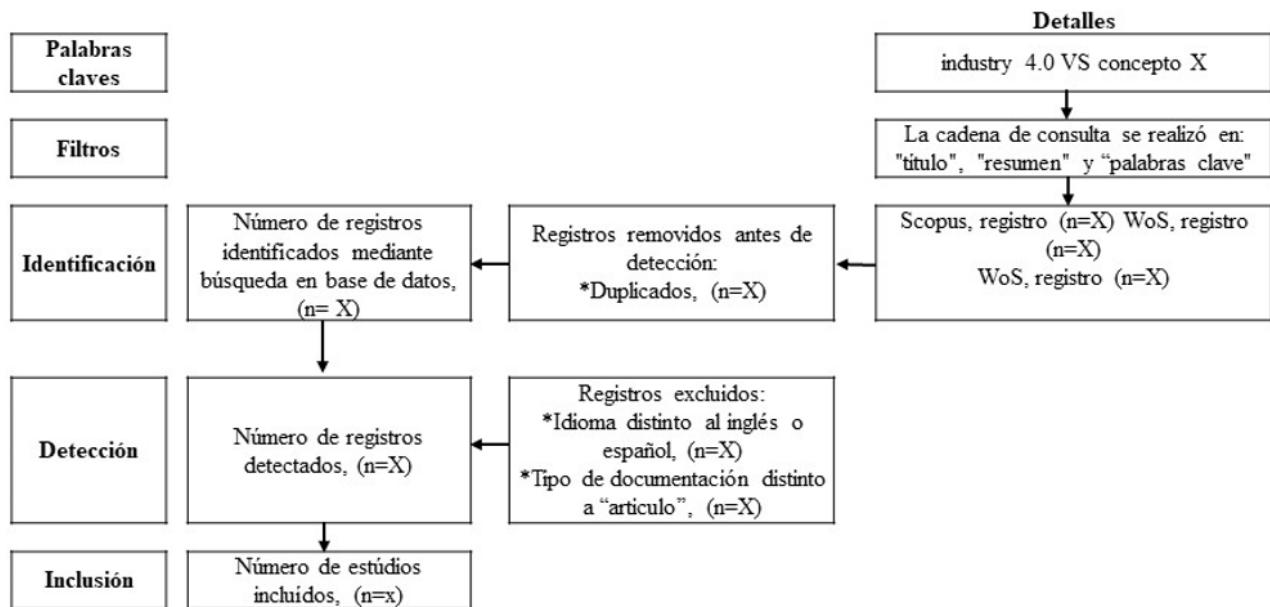 Detalles
Palabras
claves
industry 4.0 VS concepto X
Filtros
La cadena de consulta se realizó en:
"título", "resumen" y “palabras clave"
Identificación
Número de registros
identificados mediante
búsqueda en base de datos,
(n= X)
Registros removidos antes de
detección:
*Duplicados, (n=X)
Scopus, registro (n=X) WoS, registro
(n=X)
WoS, registro (n=X)
Detección
Número de registros
detectados, (n=X)
Registros excluidos:
*Idioma distinto al inglés o
español, (n=X)
*Tipo de documentación distinto
a “articulo”, (n=X)
Inclusión
Número de estúdios
incluídos, (n=x)